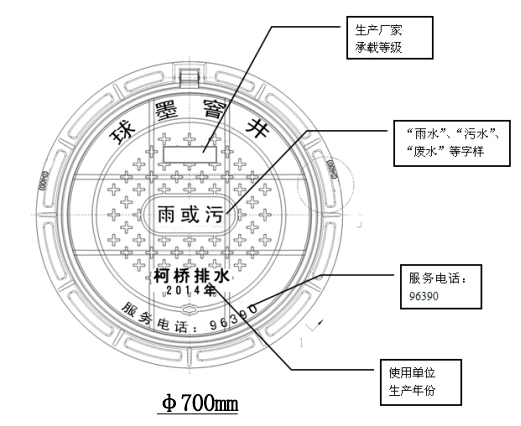 生产厂家
承载等级
球墨窨井
“雨水”、“污水”、
“废水”等字样
雨或污
柯桥排水
2014年
服务电话：
96390
服务电话：96390
使用单位
生产年份
ф700mm